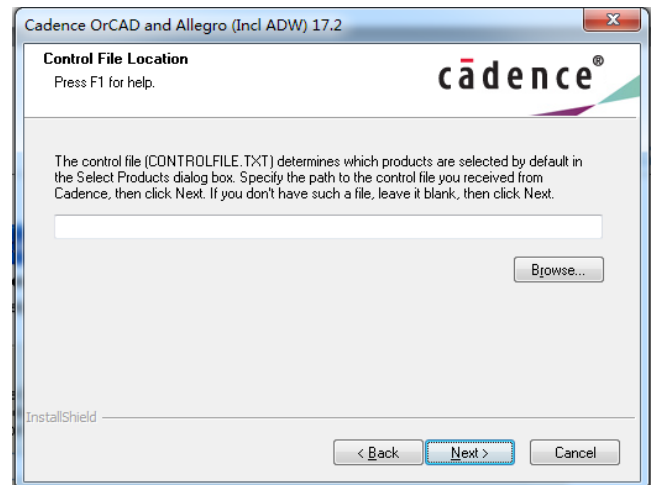 Cadence OrCAD and Allegro (Incl ADW) 17.2
Control File Location
Press F1 for help.
cādence®
The control file (CONTROLFILE.TXT) determines which products are selected by default in
the Select Products dialog box. Specify the path to the control file you received from
Cadence, then click Next. If you don't have such a file, leave it blank, then click Next.
Browse...
InstallShield
< Back
Next >
Cancel